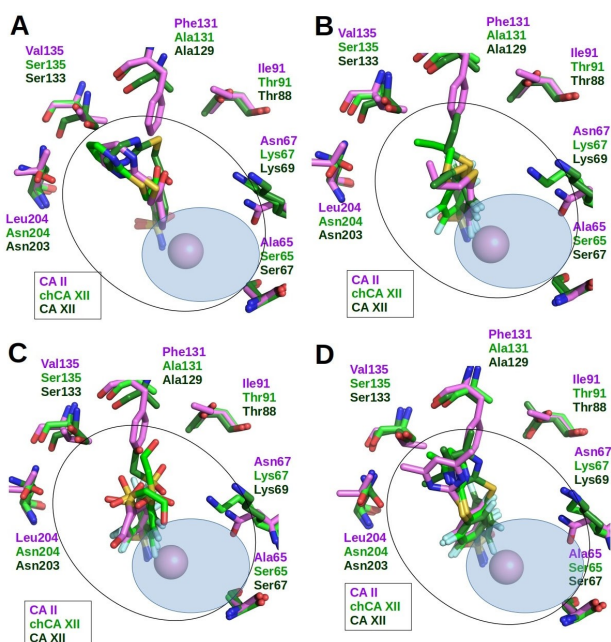 A
Phe131
Ala131
Ala129
Val135
Ser135
Ser133
Ile91
Thr91
Thr88
Asn67
Lys67
Lys69
Leu204
Asn204
Asn203
Ala65
Ser65
Ser67
CA II
chCA XII
CA XII
B
Phe131
Ala131
Ala129
Val135
Ser135
Ser133
Ile91
Thr91
Thr88
Asn67
Lys67
Lys69
Leu204
Asn204
Asn203
Ala65
Ser65
Ser67
CA II
chCA XII
CA XII
C
Phe131
Ala131
Ala129
Val135
Ser135
Ser133
Ile91
Thr91
Thr88
Asn67
Lys67
Lys69
Leu204
Asn204
Asn203
Ala65
Ser65
Ser67
CA II
chCA XII
CA XII
D
Phe131
Ala131
Ala129
Val135
Ser135
Ser133
Ile91
Thr91
Thr88
Asn67
Lys67
Lys69
Leu204
Asn204
Asn203
Ala65
Ser65
Ser67
CA II
chCA XII
CA XII